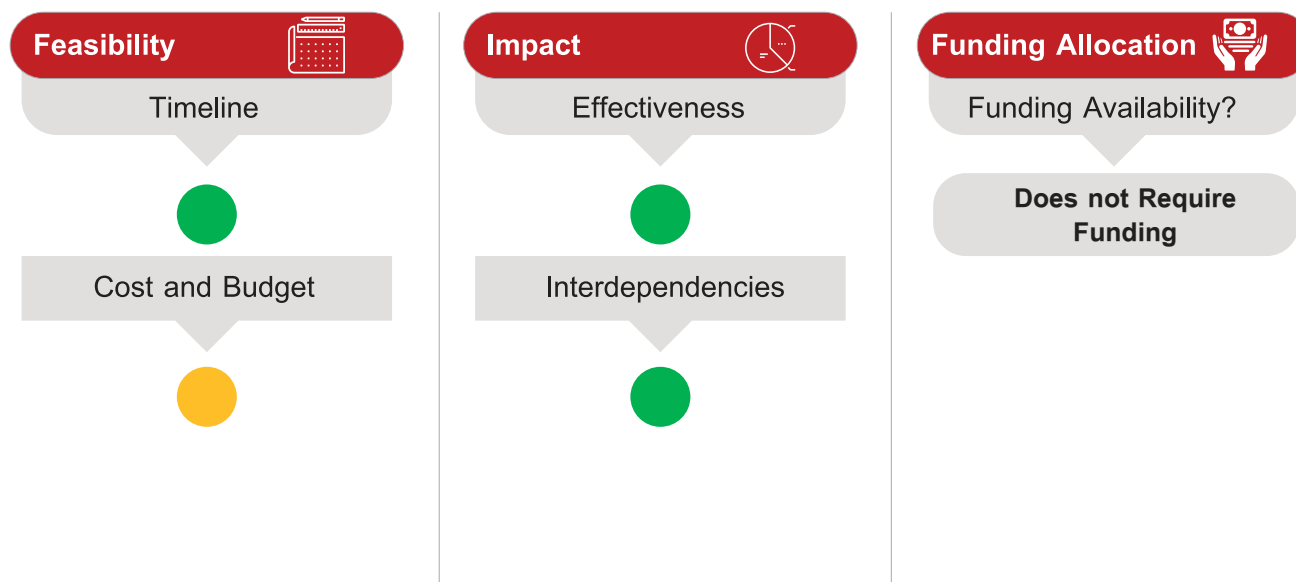 Feasibility
Timeline
Cost and Budget
Impact
Effectiveness
Interdependencies
Funding Allocation
Funding Availability?
Does not Require
Funding